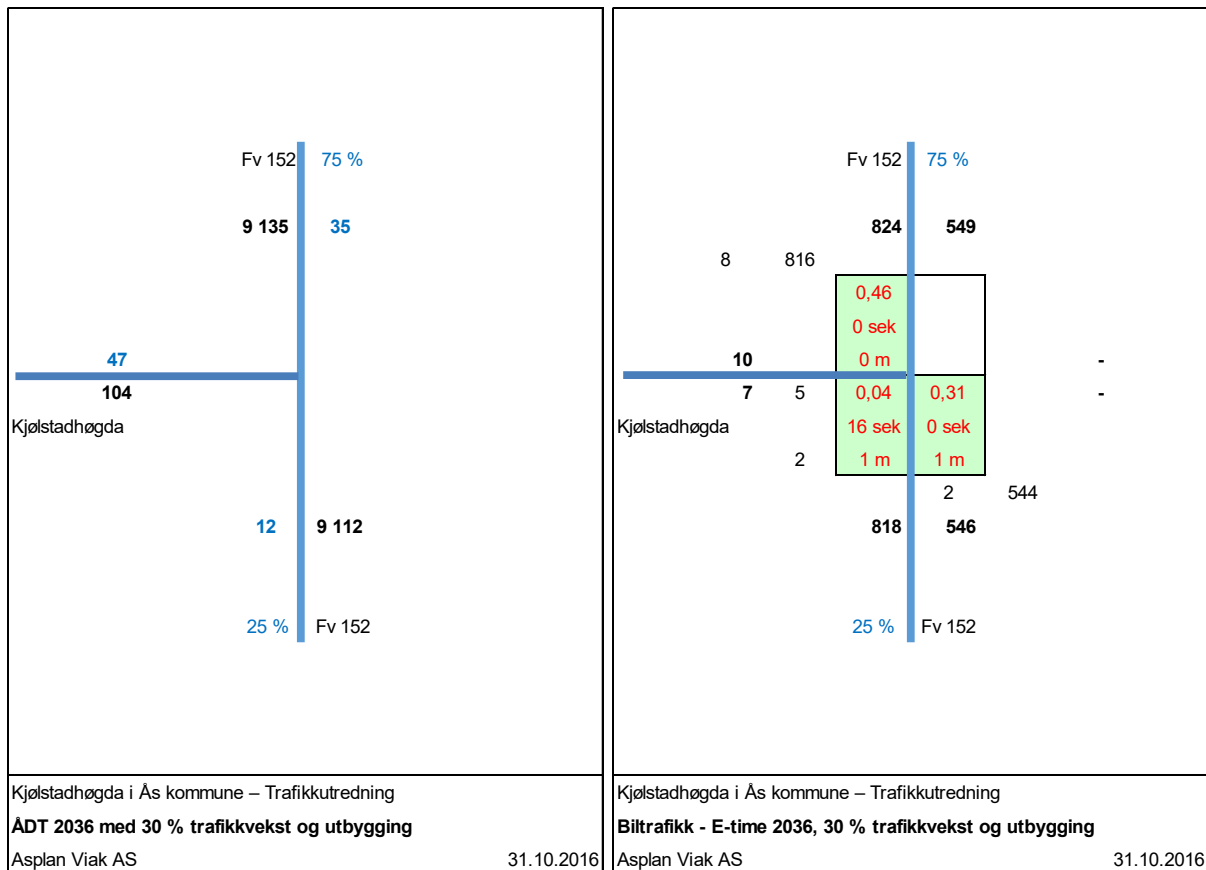 Fv 152 75 %
9 135 35
47
104
Kjølstadhøgda
12 9 112
25 % Fv 152
Kjølstadhøgda i Ås kommune – Trafikkutredning
ÅDT 2036 med 30 % trafikkvekst og utbygging
Asplan Viak AS 31.10.2016
Fv 152 75 %
824 549
8 816
0,46
0 sek
10 0 m -
7 5 0,04 0,31 -
Kjølstadhøgda 16 sek 0 sek
2 1 m 1 m
2 544
818 546
25 % Fv 152
Kjølstadhøgda i Ås kommune – Trafikkutredning
Biltrafikk - E-time 2036, 30 % trafikkvekst og utbygging
Asplan Viak AS 31.10.2016